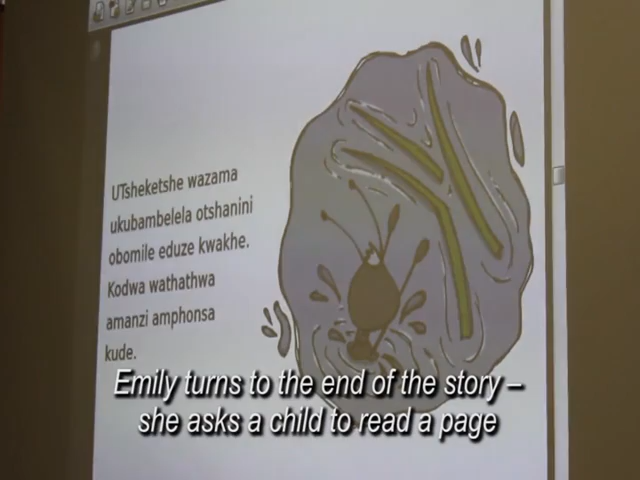 UTsheketshe wazama
ukubambelela otshanini
obomile eduze kwakhe.
Kodwa wathathwa
amanzi amphonsa
kude.
Emily turns to the end of the story –
she asks a child to read a page